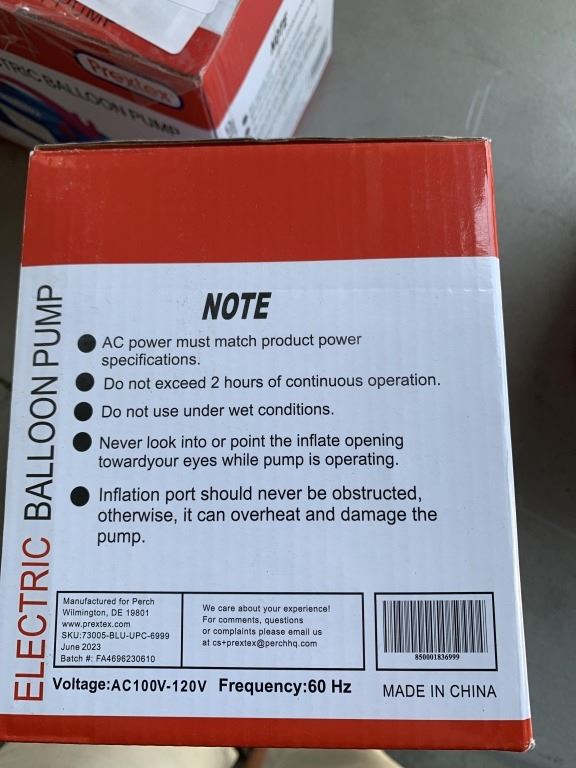 Prextex
TRIC BALLOON PUMP
NOTE
NOTE
● AC power must match product power
specifications.
● Do not exceed 2 hours of continuous operation.
● Do not use under wet conditions.
● Never look into or point the inflate opening
towardyour eyes while pump is operating.
● Inflation port should never be obstructed,
otherwise, it can overheat and damage the
pump.
ELECTRIC BALLOON PUMP
Manufactured for Perch
Wilmington, DE 19801
www.prextex.com
SKU:73005-BLU-UPC-6999
June 2023
Batch #: FA4696230610
We care about your experience!
For comments, questions
or complaints please email us
at cs+prextex@perchhq.com
850001836999
Voltage:AC100V-120V Frequency:60 Hz
MADE IN CHINA